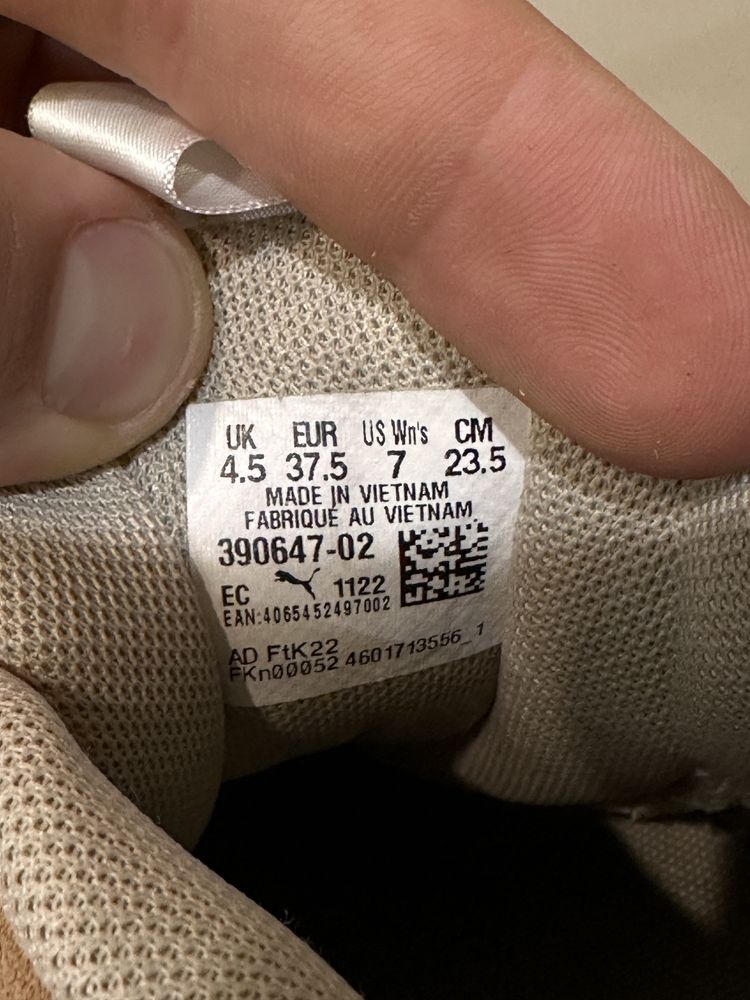 UK EUR US Wn's CM
4.5 37.5 7 23.5
MADE IN VIETNAM
FABRIQUÉ AU VIETNAM
390647-02
EC 1122
EAN:4065452497002
AD FtK22
FKn00052 4601713556_1